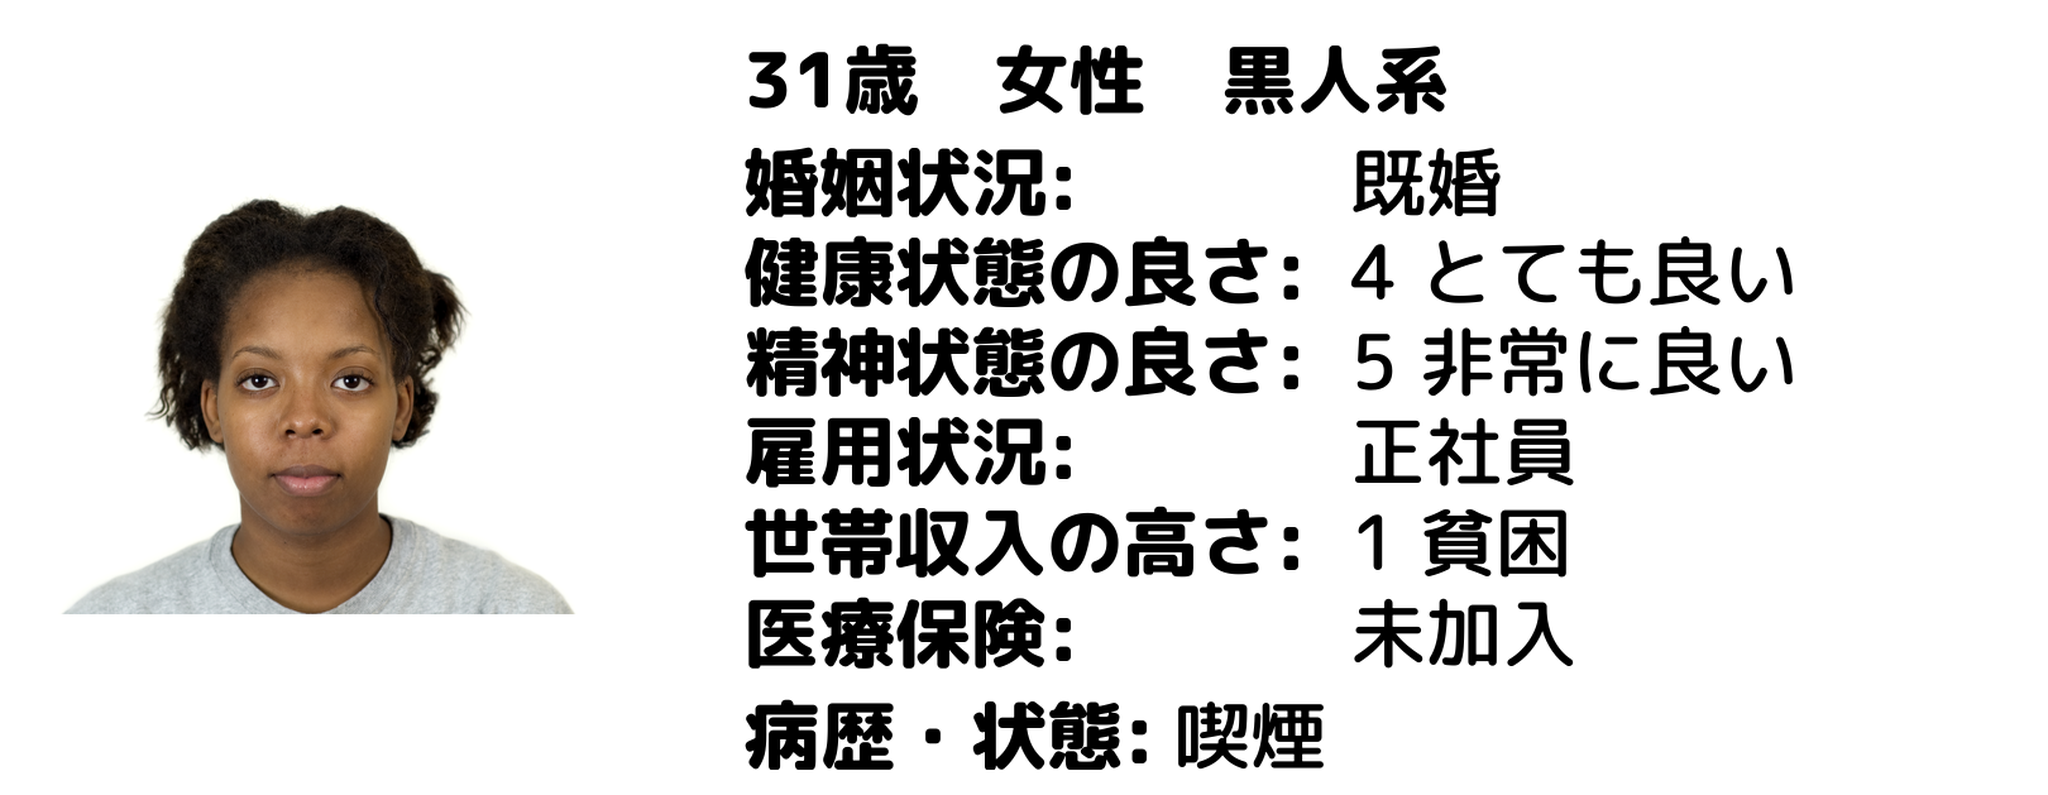 31歳　女性　黒人系
婚姻状況: 既婚
健康状態の良さ: 4 とても良い
精神状態の良さ: 5 非常に良い
雇用状況: 正社員
世帯収入の高さ: 1 貧困
医療保険: 未加入
病歴・状態: 喫煙